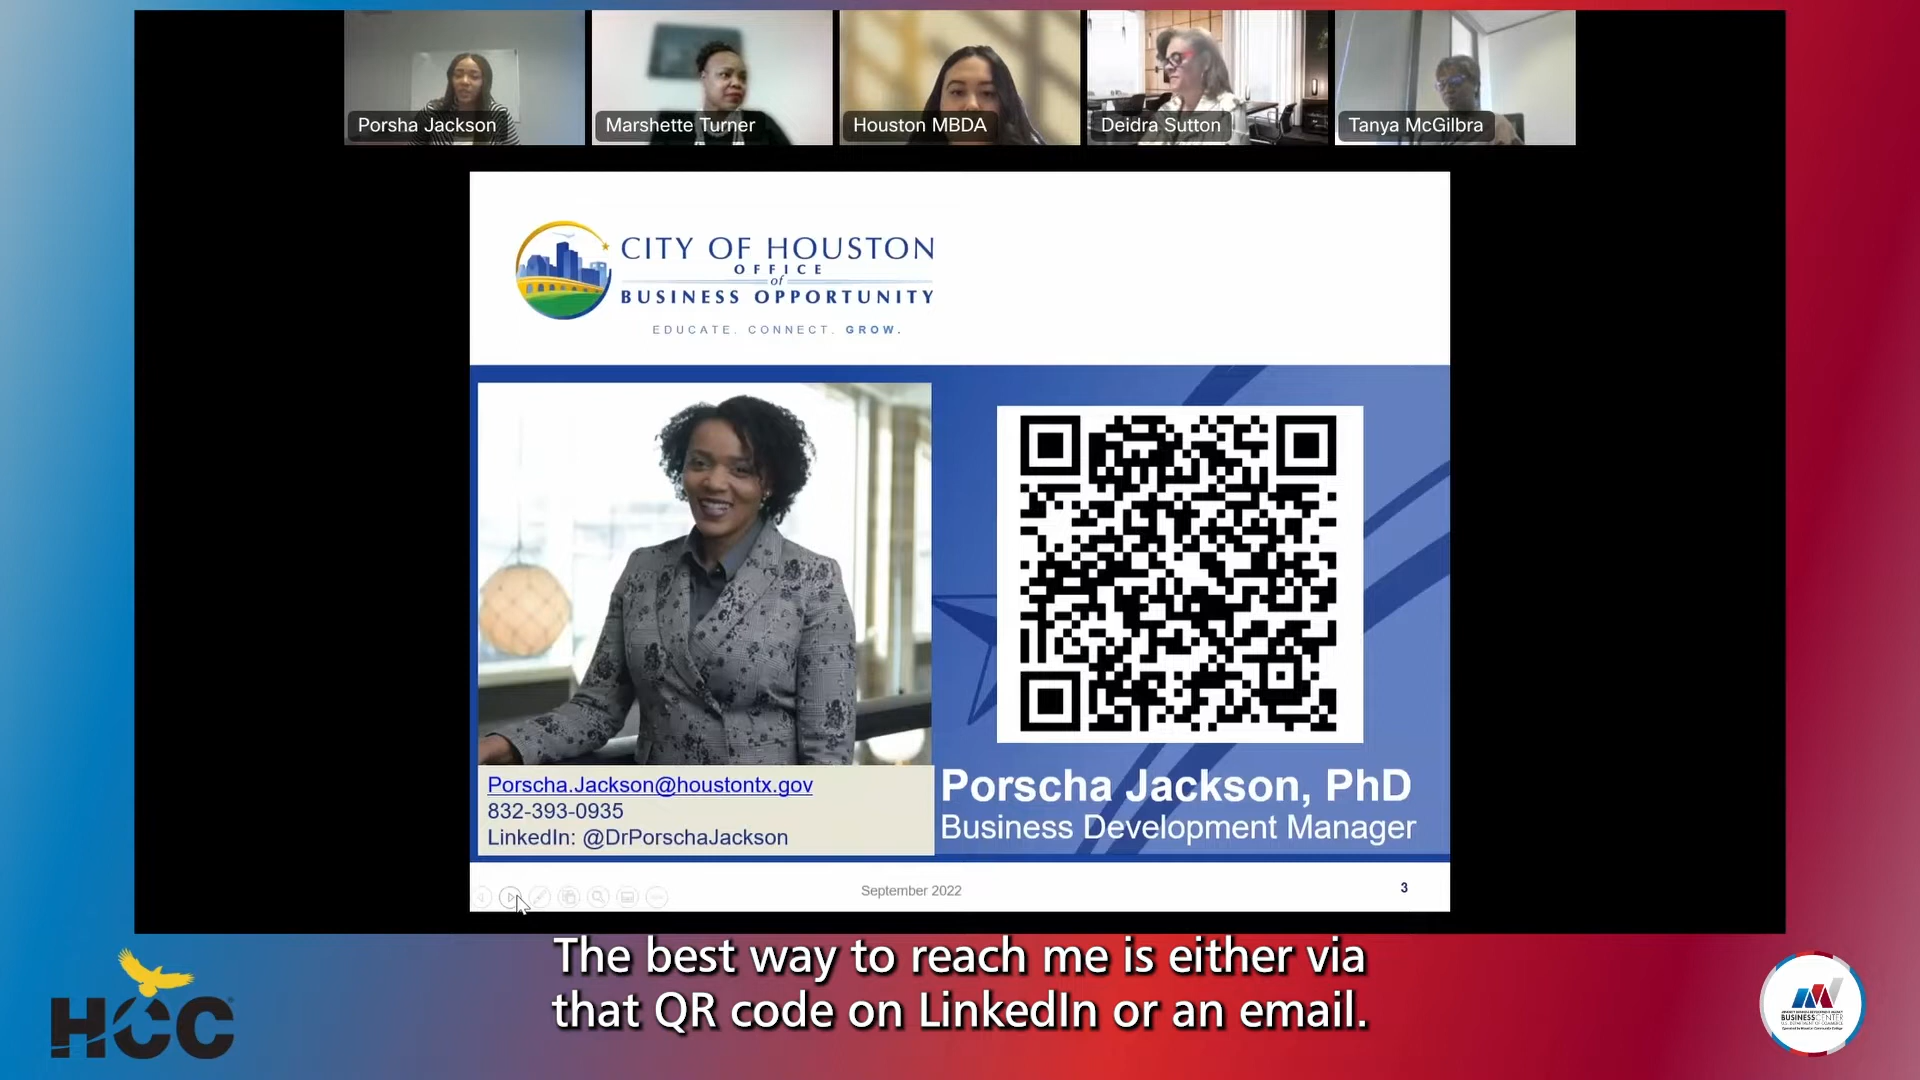 Porsha Jackson
Marshette Turner
Houston MBDA
Deidra Sutton
Tanya McGilbra
CITY OF HOUSTON
OFFICE
of
BUSINESS OPPORTUNITY
EDUCATE. CONNECT. GROW.
Porscha.Jackson@houstontx.gov
832-393-0935
LinkedIn: @DrPorschaJackson
Porscha Jackson, PhD
Business Development Manager
September 2022
3
The best way to reach me is either via
that QR code on LinkedIn or an email.
HCC
BUSINESS CENTER